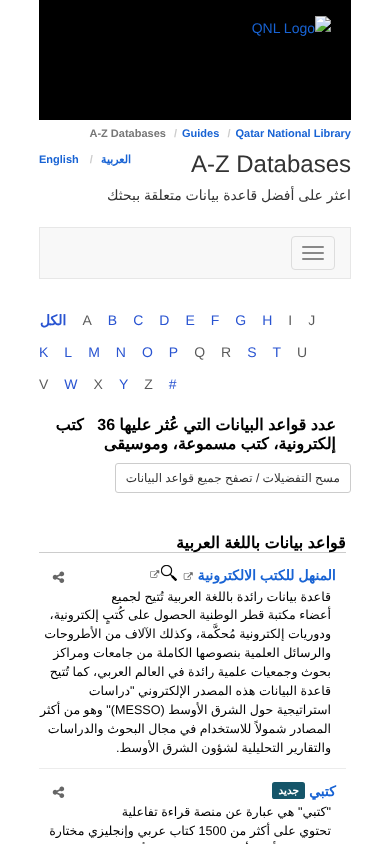 QNL Logo
Qatar National Library / Guides / A-Z Databases
A-Z Databases
العربية / English
اعثر على أفضل قاعدة بيانات متعلقة ببحثك
الكل A B C D E F G H I J
K L M N O P Q R S T U
V W X Y Z #
عدد قواعد البيانات التي عُثر عليها 36 كتب
إلكترونية، كتب مسموعة، وموسيقى
مسح التفضيلات / تصفح جميع قواعد البيانات
قواعد بيانات باللغة العربية
المنهل للكتب الالكترونية
قاعدة بيانات رائدة باللغة العربية تُتيح لجميع
أعضاء مكتبة قطر الوطنية الحصول على كُتبٍ إلكترونية،
ودوريات إلكترونية مُحكَّمة، وكذلك الآلاف من الأطروحات
والرسائل العلمية بنصوصها الكاملة من جامعات ومراكز
بحوث وجمعيات علمية رائدة في العالم العربي، كما تُتيح
قاعدة البيانات هذه المصدر الإلكتروني "دراسات
استراتيجية حول الشرق الأوسط (MESSO)" وهو من أكثر
المصادر شمولاً للاستخدام في مجال البحوث والدراسات
والتقارير التحليلية لشؤون الشرق الأوسط.
كتبي جديد
"كتبي" هي عبارة عن منصة قراءة تفاعلية
تحتوي على أكثر من 1500 كتاب عربي وإنجليزي مختارة